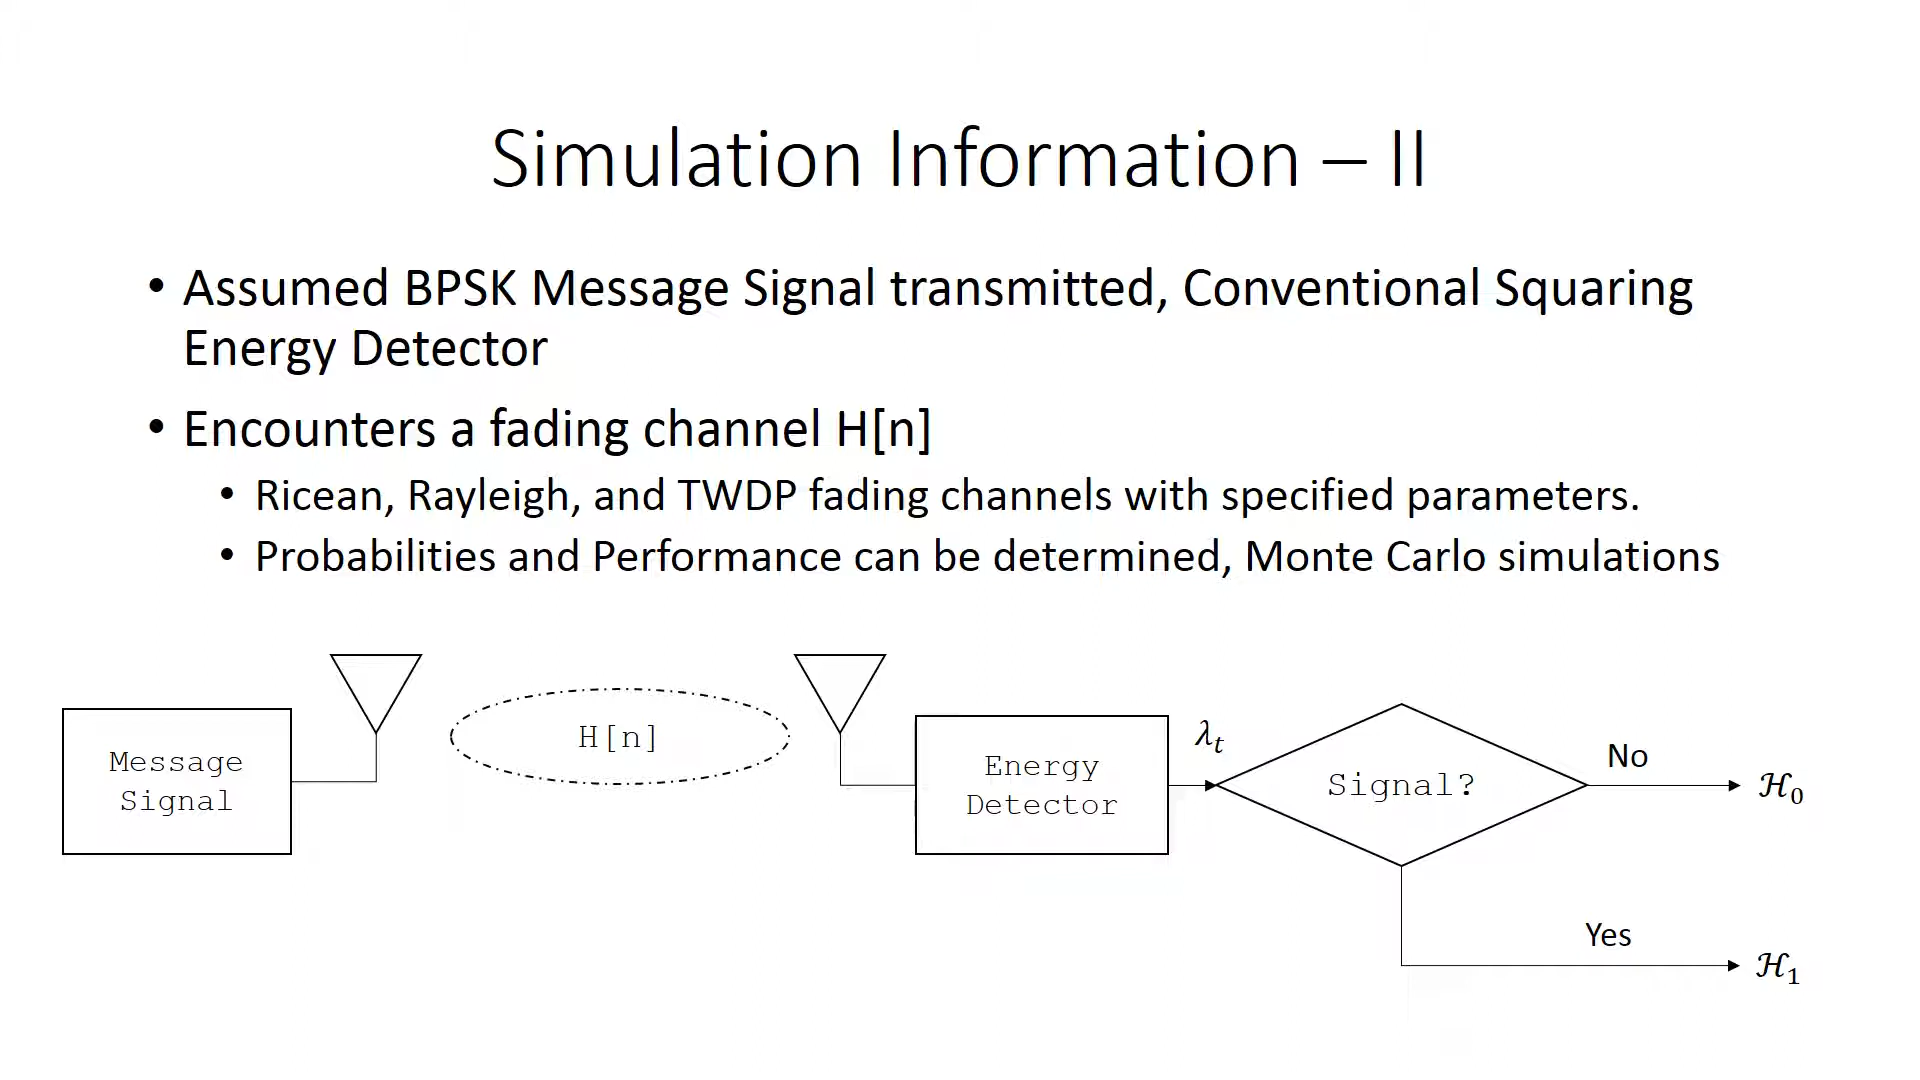 Simulation Information – II
• Assumed BPSK Message Signal transmitted, Conventional Squaring
Energy Detector
• Encounters a fading channel H[n]
• Ricean, Rayleigh, and TWDP fading channels with specified parameters.
• Probabilities and Performance can be determined, Monte Carlo simulations
Message
Signal
H[n]
Energy
Detector
λₜ
Signal?
No
ℋ₀
Yes
ℋ₁